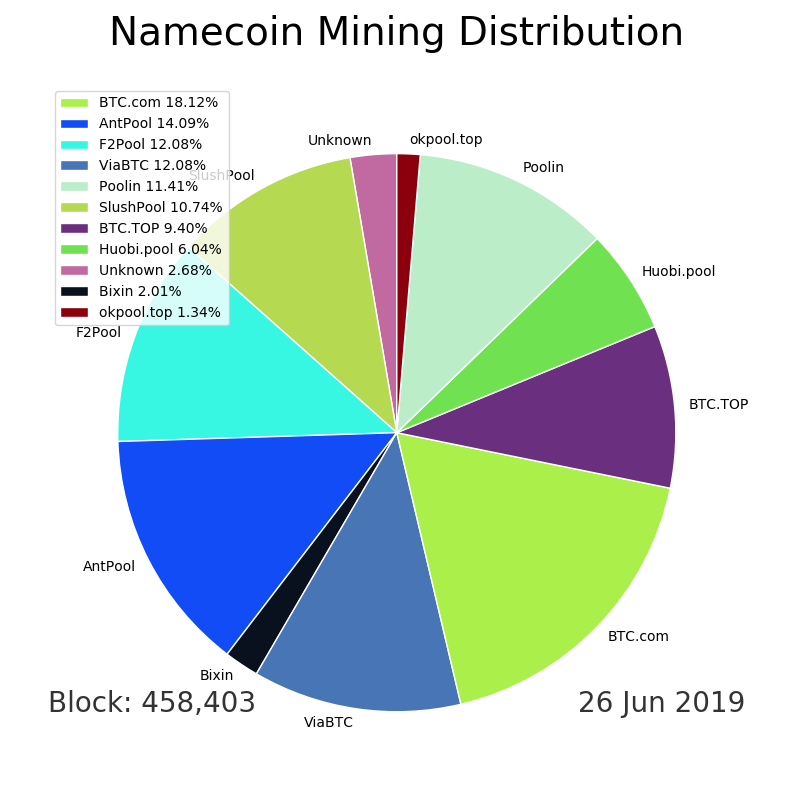 Namecoin Mining Distribution
BTC.com 18.12%
AntPool 14.09%
F2Pool 12.08%
ViaBTC 12.08%
Poolin 11.41%
SlushPool 10.74%
BTC.TOP 9.40%
Huobi.pool 6.04%
Unknown 2.68%
Bixin 2.01%
okpool.top 1.34%
Unknown
okpool.top
Poolin
SlushPool
Huobi.pool
F2Pool
BTC.TOP
AntPool
BTC.com
Bixin
ViaBTC
Block: 458,403
26 Jun 2019